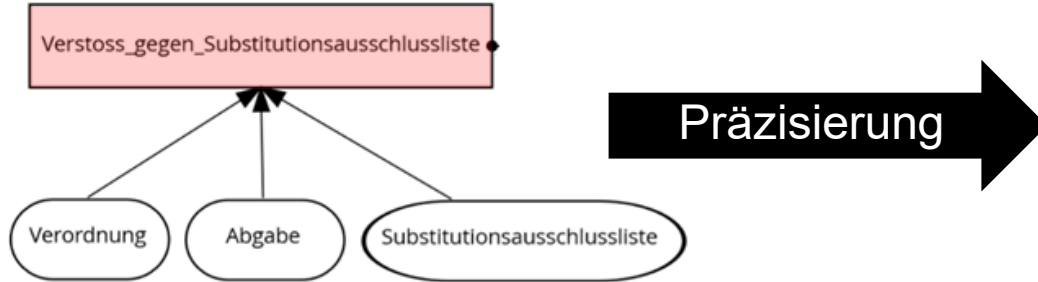 Verstoss_gegen_Substitutionsausschlussliste
Präzisierung
Verordnung
Abgabe
Substitutionsausschlussliste